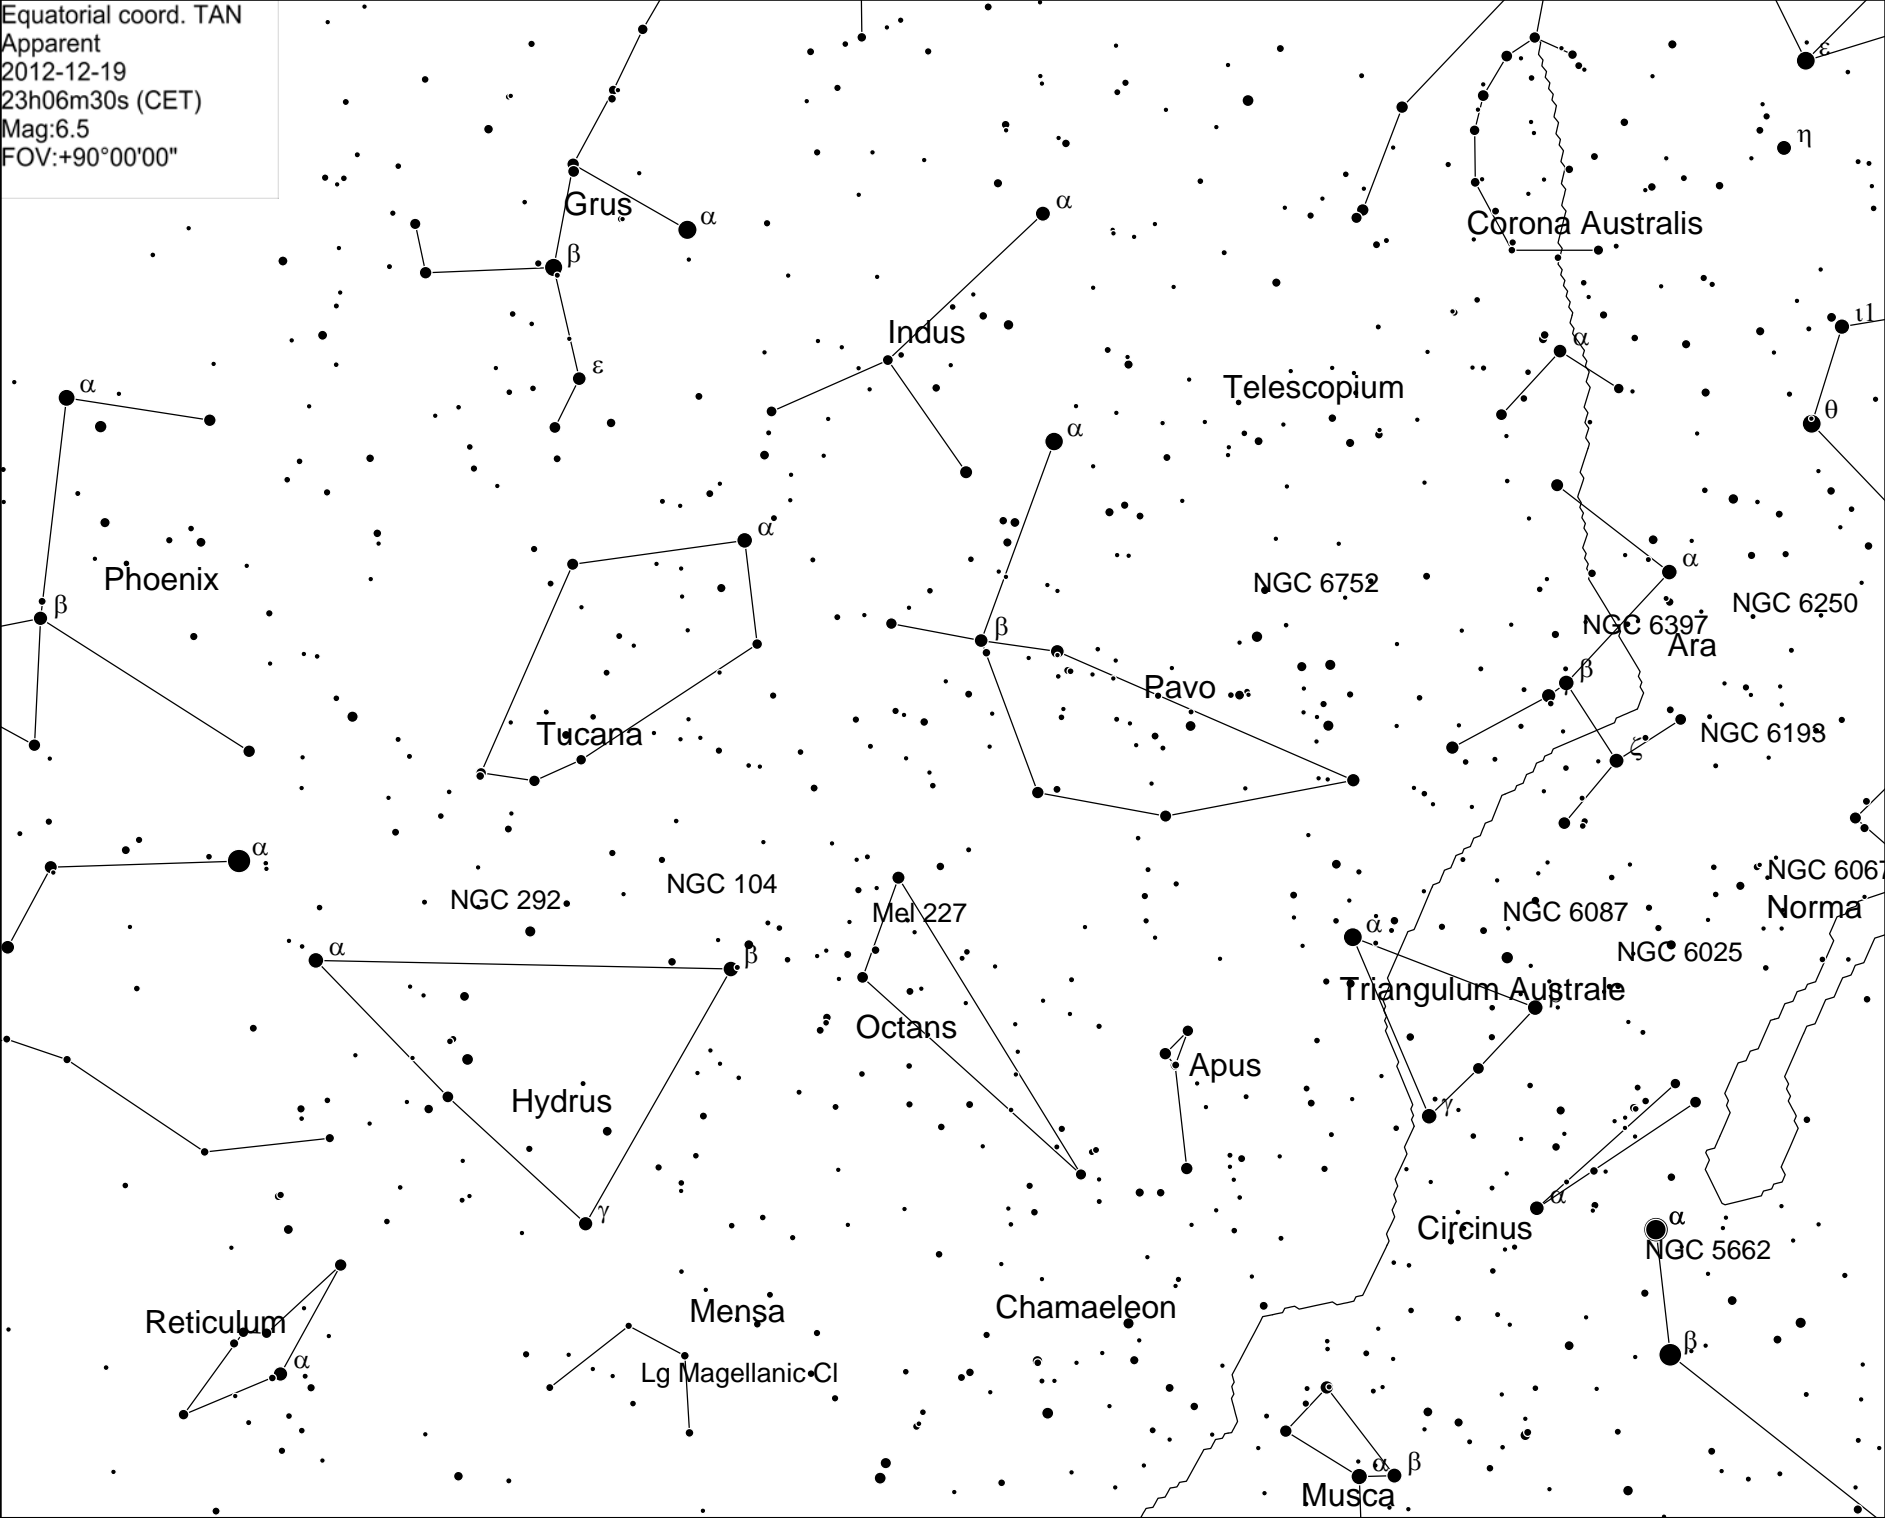 Equatorial coord. TAN
Apparent
2012-12-19
23h06m30s (CET)
Mag:6.5
FOV:+90°00'00"
ε
η
Grus
α
α
Corona Australis
β
ι1
Indus
α
ε
α
Telescopium
θ
α
α
α
Phoenix
NGC 6752
NGC 6250
β
NGC 6397
β
Ara
β
Pavo
Tucana
NGC 6193
ζ
α
NGC 292
NGC 104
Mel 227
NGC 6067
NGC 6087
Norma
α
α
β
NGC 6025
Triangulum Australe
β
Octans
Apus
Hydrus
γ
α
γ
Circinus
α
NGC 5662
Reticulum
Mensa
Chamaeleon
β
α
Lg Magellanic Cl
α
β
Musca